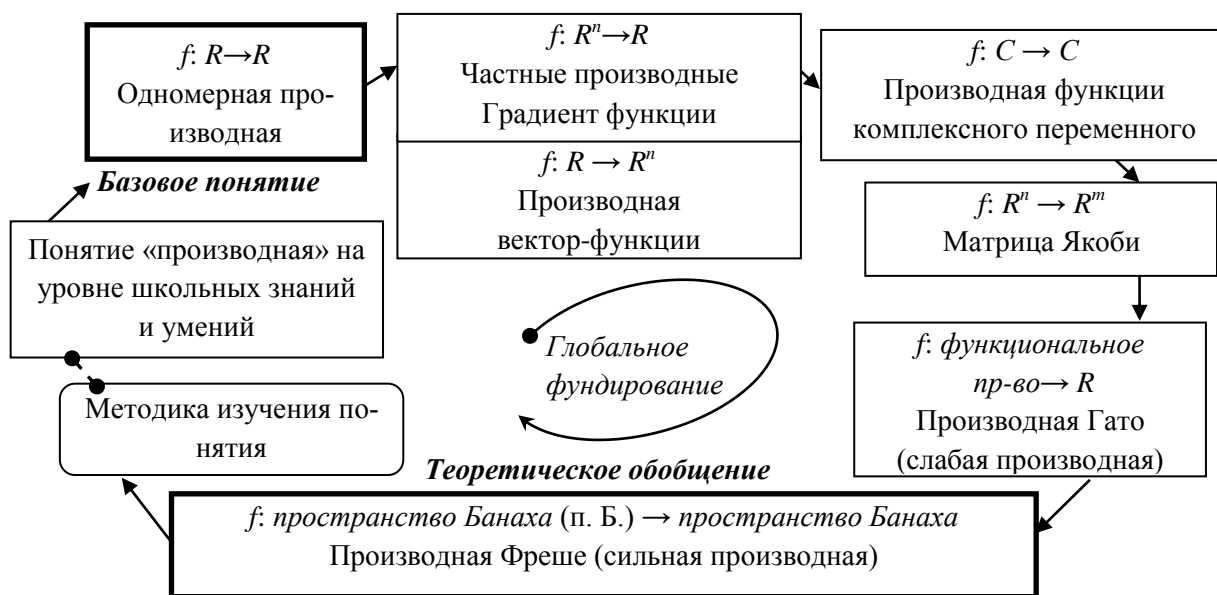 f: R→R
Одномерная про-
изводная
Базовое понятие
f: Rⁿ→R
Частные производные
Градиент функции
f: R → Rⁿ
Производная
вектор-функции
f: C → C
Производная функции
комплексного переменного
f: Rⁿ → Rᵐ
Матрица Якоби
f: функциональное
пр-во→ R
Производная Гато
(слабая производная)
Понятие «производная» на
уровне школьных знаний
и умений
Глобальное
фундирование
Методика изучения по-
нятия
Теоретическое обобщение
f: пространство Банаха (п. Б.) → пространство Банаха
Производная Фреше (сильная производная)